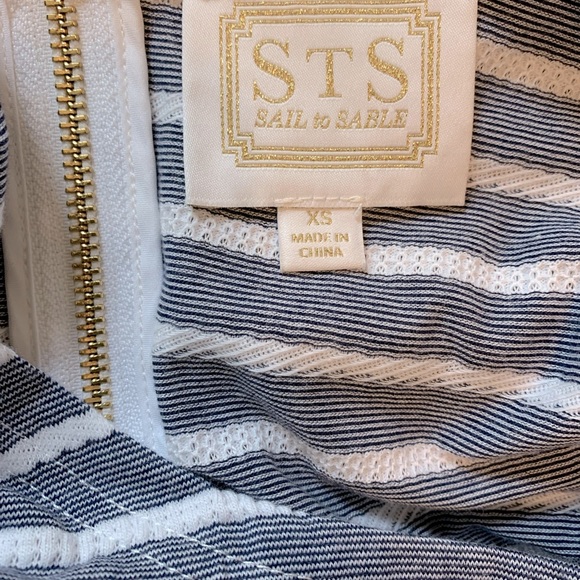 STS
SAIL to SABLE
XS
MADE IN
CHINA